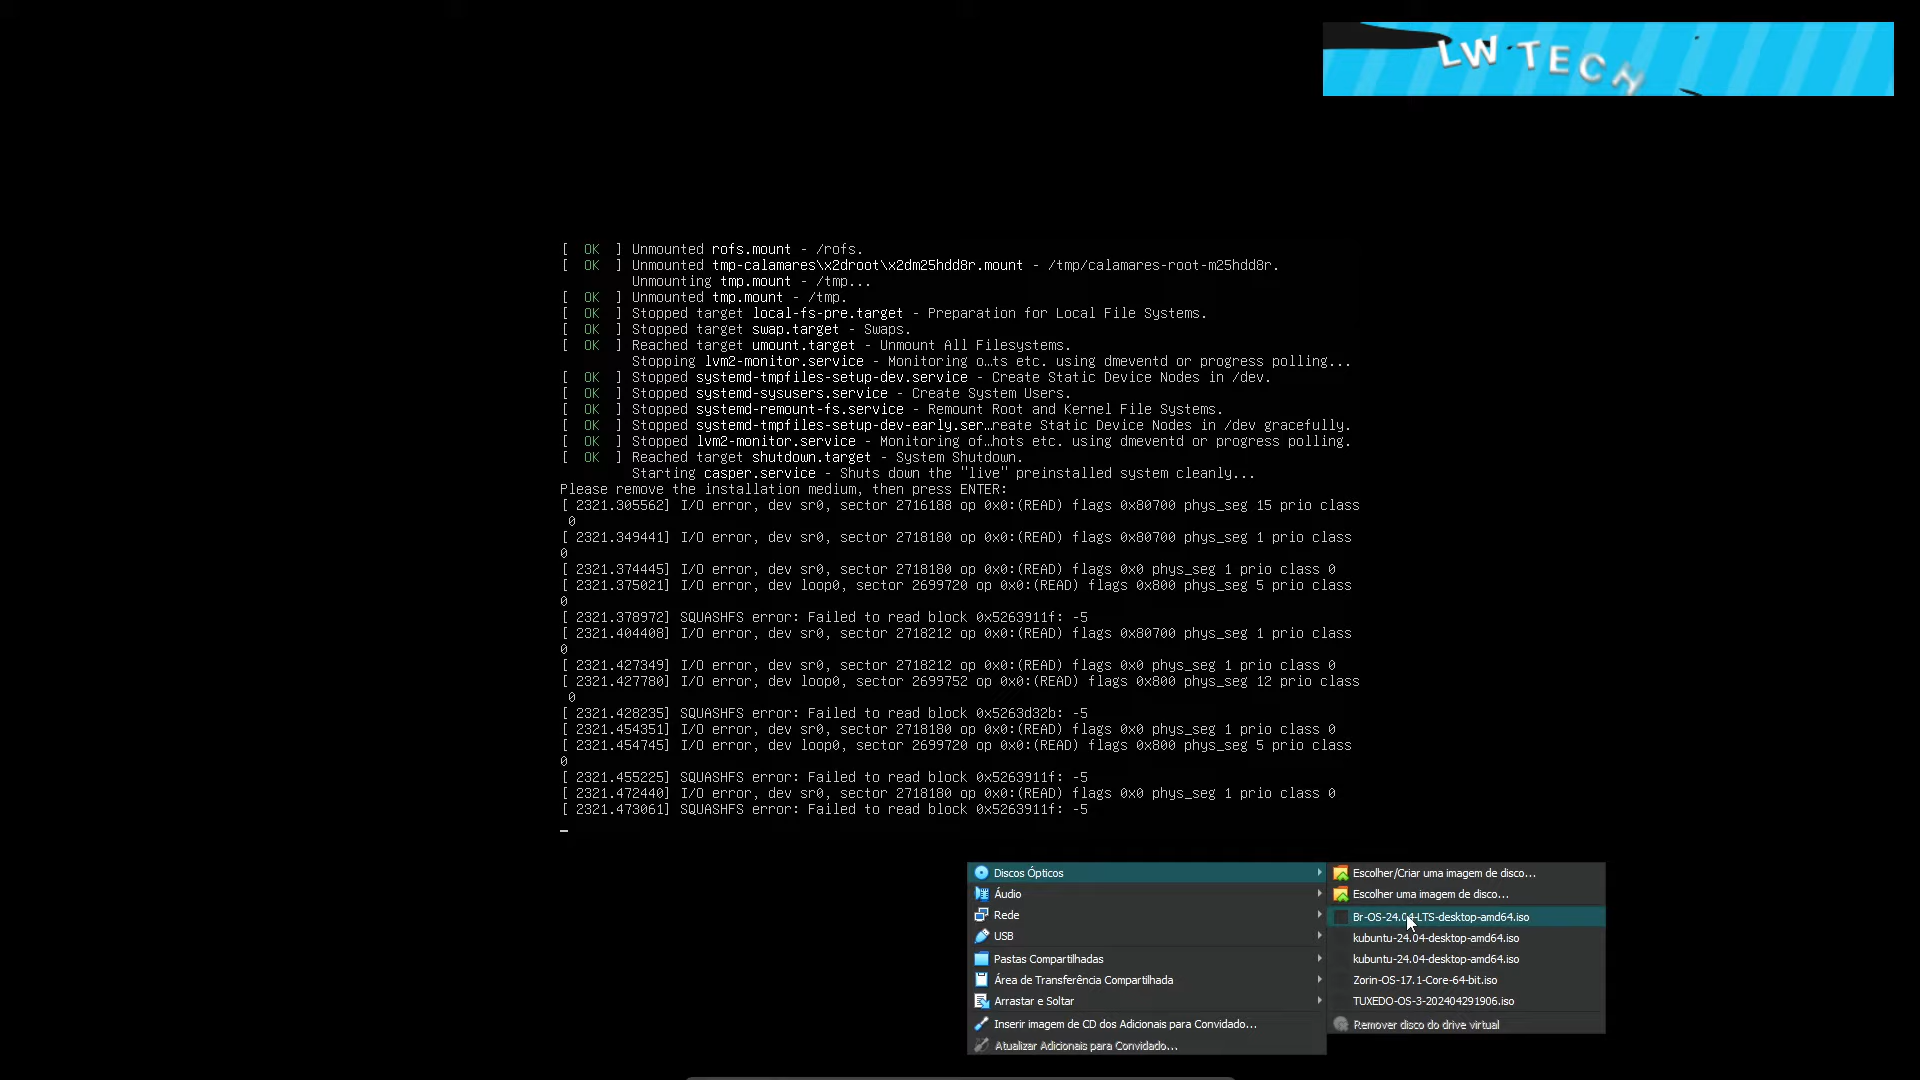 LW TECH
[  OK  ] Unmounted rofs.mount - /rofs.
[  OK  ] Unmounted tmp-calamares\x2droot\x2dm25hdd8r.mount - /tmp/calamares-root-m25hdd8r.
Unmounting tmp.mount - /tmp...
[  OK  ] Unmounted tmp.mount - /tmp.
[  OK  ] Stopped target local-fs-pre.target - Preparation for Local File Systems.
[  OK  ] Stopped target swap.target - Swaps.
[  OK  ] Reached target umount.target - Unmount All Filesystems.
Stopping lvm2-monitor.service - Monitoring o…ts etc. using dmeventd or progress polling...
[  OK  ] Stopped systemd-tmpfiles-setup-dev.service - Create Static Device Nodes in /dev.
[  OK  ] Stopped systemd-sysusers.service - Create System Users.
[  OK  ] Stopped systemd-remount-fs.service - Remount Root and Kernel File Systems.
[  OK  ] Stopped systemd-tmpfiles-setup-dev-early.ser…reate Static Device Nodes in /dev gracefully.
[  OK  ] Stopped lvm2-monitor.service - Monitoring of…hots etc. using dmeventd or progress polling.
[  OK  ] Reached target shutdown.target - System Shutdown.
Starting casper.service - Shuts down the "live" preinstalled system cleanly...
Please remove the installation medium, then press ENTER:
[ 2321.305562] I/O error, dev sr0, sector 2716188 op 0x0:(READ) flags 0x80700 phys_seg 15 prio class
0
[ 2321.349441] I/O error, dev sr0, sector 2718180 op 0x0:(READ) flags 0x80700 phys_seg 1 prio class
0
[ 2321.374445] I/O error, dev sr0, sector 2718180 op 0x0:(READ) flags 0x0 phys_seg 1 prio class 0
[ 2321.375021] I/O error, dev loop0, sector 2699720 op 0x0:(READ) flags 0x800 phys_seg 5 prio class
0
[ 2321.378972] SQUASHFS error: Failed to read block 0x5263911f: -5
[ 2321.404408] I/O error, dev sr0, sector 2718212 op 0x0:(READ) flags 0x80700 phys_seg 1 prio class
0
[ 2321.427349] I/O error, dev sr0, sector 2718212 op 0x0:(READ) flags 0x0 phys_seg 1 prio class 0
[ 2321.427780] I/O error, dev loop0, sector 2699752 op 0x0:(READ) flags 0x800 phys_seg 12 prio class
0
[ 2321.428235] SQUASHFS error: Failed to read block 0x5263d32b: -5
[ 2321.454351] I/O error, dev sr0, sector 2718180 op 0x0:(READ) flags 0x0 phys_seg 1 prio class 0
[ 2321.454745] I/O error, dev loop0, sector 2699720 op 0x0:(READ) flags 0x800 phys_seg 5 prio class
0
[ 2321.455225] SQUASHFS error: Failed to read block 0x5263911f: -5
[ 2321.472440] I/O error, dev sr0, sector 2718180 op 0x0:(READ) flags 0x0 phys_seg 1 prio class 0
[ 2321.473061] SQUASHFS error: Failed to read block 0x5263911f: -5
Discos Ópticos
Áudio
Rede
USB
Pastas Compartilhadas
Área de Transferência Compartilhada
Arrastar e Soltar
Inserir imagem de CD dos Adicionais para Convidado...
Atualizar Adicionais para Convidado...
Escolher/Criar uma imagem de disco...
Escolher uma imagem de disco...
Br-OS-24.04-LTS-desktop-amd64.iso
kubuntu-24.04-desktop-amd64.iso
kubuntu-24.04-desktop-amd64.iso
Zorin-OS-17.1-Core-64-bit.iso
TUXEDO-OS-3-202404291906.iso
Remover disco do drive virtual